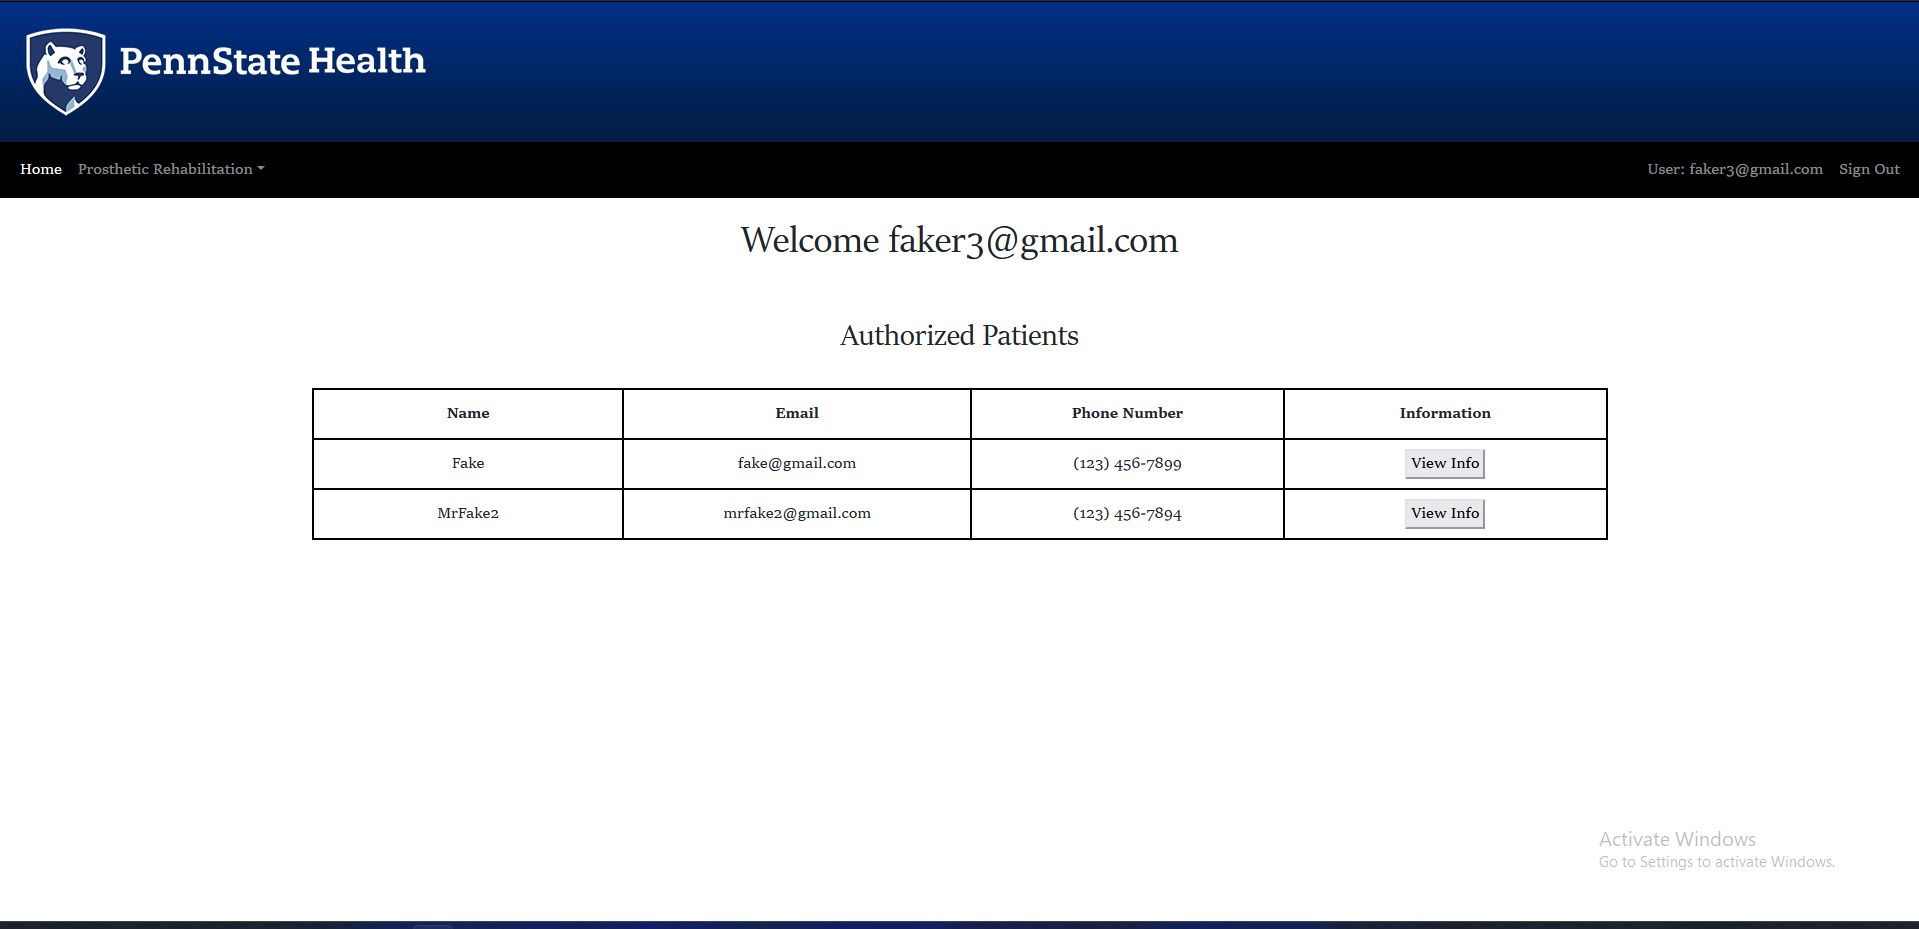 PennState Health
Home Prosthetic Rehabilitation User: faker3@gmail.com Sign Out
Welcome faker3@gmail.com
Authorized Patients
Name Email Phone Number Information
Fake fake@gmail.com (123) 456-7899 View Info
MrFake2 mrfake2@gmail.com (123) 456-7894 View Info
Activate Windows
Go to Settings to activate Windows.